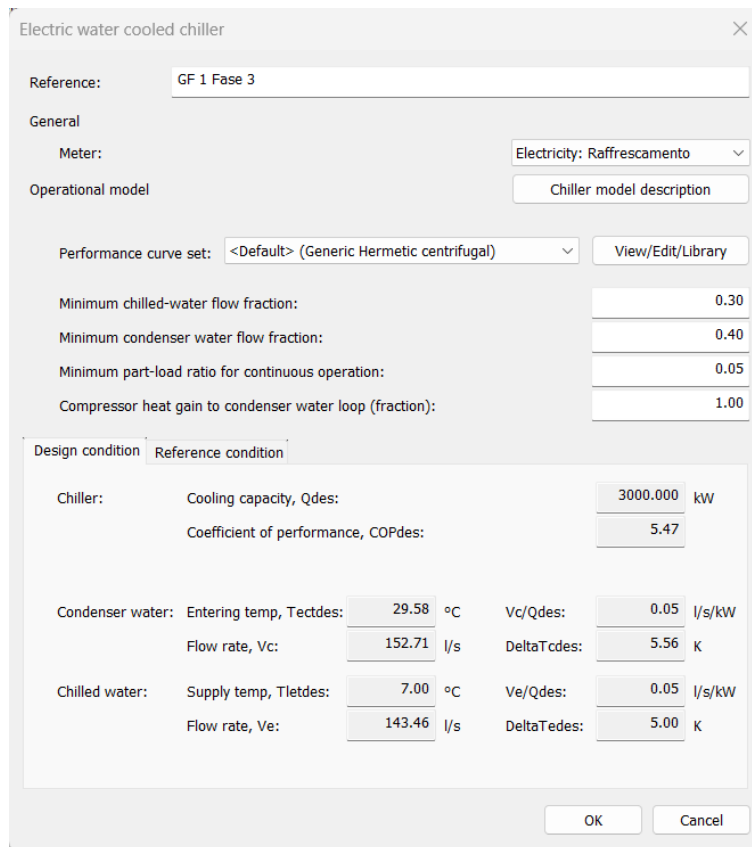 Electric water cooled chiller
Reference: GF 1 Fase 3
General
Meter: Electricity: Raffrescamento
Operational model Chiller model description
Performance curve set: <Default> (Generic Hermetic centrifugal) View/Edit/Library
Minimum chilled-water flow fraction: 0.30
Minimum condenser water flow fraction: 0.40
Minimum part-load ratio for continuous operation: 0.05
Compressor heat gain to condenser water loop (fraction): 1.00
Design condition Reference condition
Chiller: Cooling capacity, Qdes: 3000.000 kW
Coefficient of performance, COPdes: 5.47
Condenser water: Entering temp, Tectdes: 29.58 °C Vc/Qdes: 0.05 l/s/kW
Flow rate, Vc: 152.71 l/s DeltaTcdes: 5.56 K
Chilled water: Supply temp, Tletdes: 7.00 °C Ve/Qdes: 0.05 l/s/kW
Flow rate, Ve: 143.46 l/s DeltaTedes: 5.00 K
OK Cancel